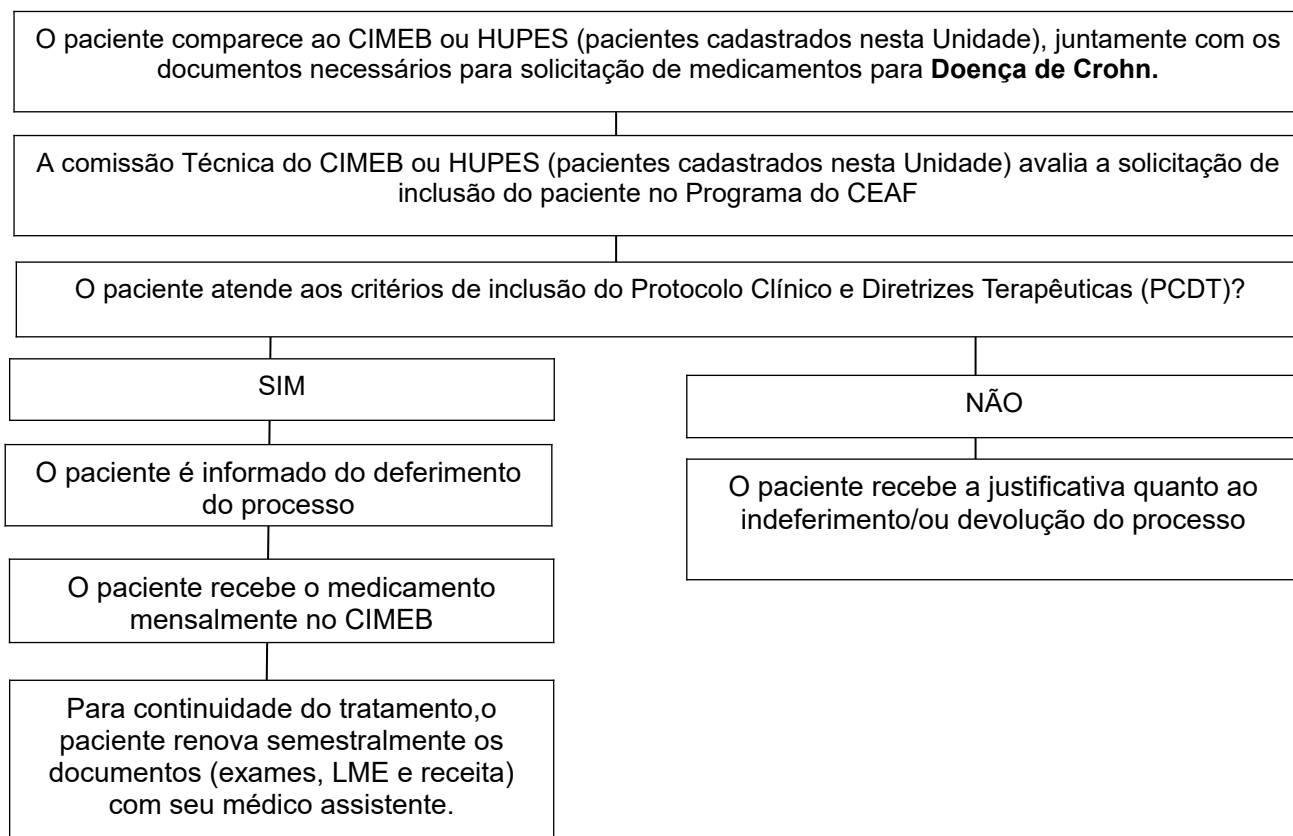 O paciente comparece ao CIMEB ou HUPES (pacientes cadastrados nesta Unidade), juntamente com os
documentos necessários para solicitação de medicamentos para Doença de Crohn.
A comissão Técnica do CIMEB ou HUPES (pacientes cadastrados nesta Unidade) avalia a solicitação de
inclusão do paciente no Programa do CEAF
O paciente atende aos critérios de inclusão do Protocolo Clínico e Diretrizes Terapêuticas (PCDT)?
SIM
O paciente é informado do deferimento
do processo
O paciente recebe o medicamento
mensalmente no CIMEB
Para continuidade do tratamento,o
paciente renova semestralmente os
documentos (exames, LME e receita)
com seu médico assistente.
NÃO
O paciente recebe a justificativa quanto ao
indeferimento/ou devolução do processo